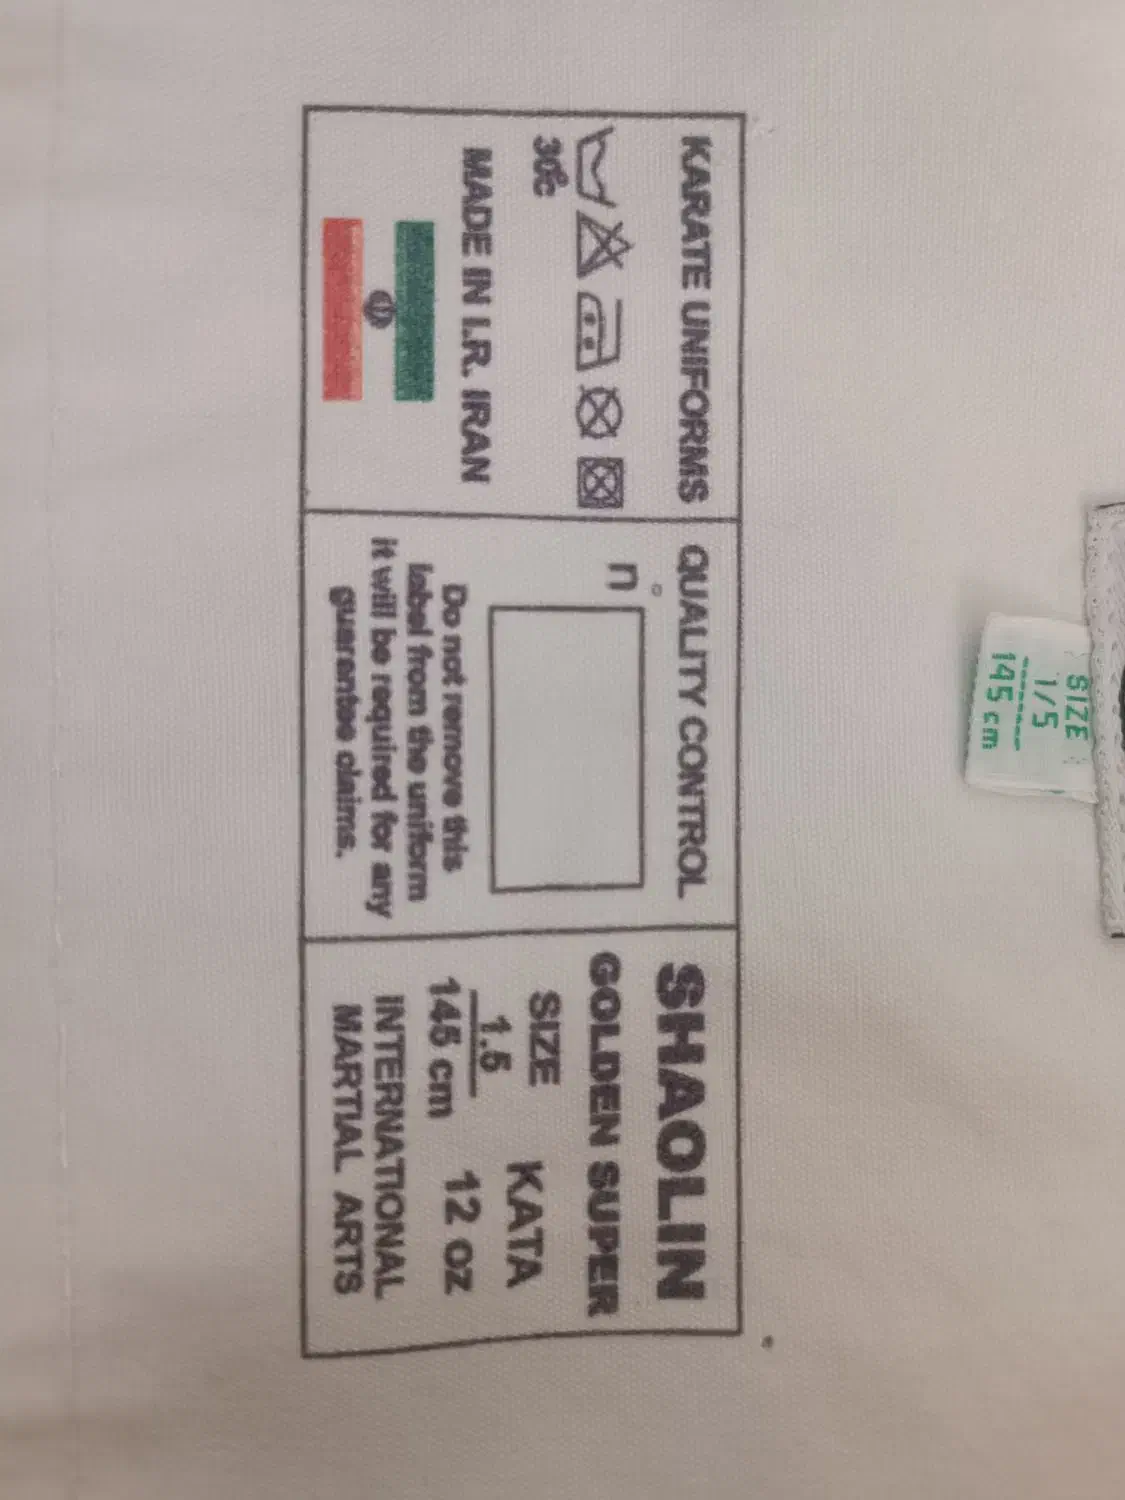 KARATE UNIFORMS
30°c
MADE IN I.R. IRAN
QUALITY CONTROL
n°
Do not remove this
label from the uniform
it will be required for any
guarantee claims.
SHAOLIN
GOLDEN SUPER
SIZE KATA
1.5
145 cm 12 oz
INTERNATIONAL
MARTIAL ARTS
SIZE
1/5
145 cm